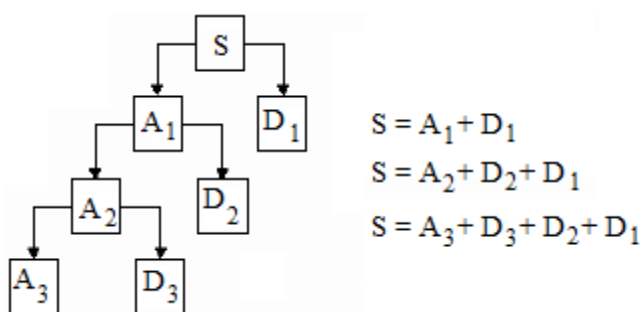 S
A₁ D₁
A₂ D₂
A₃ D₃
S = A₁ + D₁
S = A₂ + D₂ + D₁
S = A₃ + D₃ + D₂ + D₁